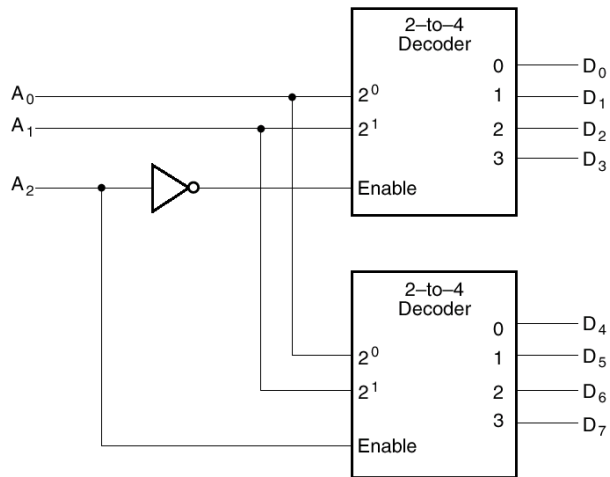 2–to–4
Decoder
A0
A1
A2
2^0
2^1
Enable
0
1
2
3
D0
D1
D2
D3
2–to–4
Decoder
2^0
2^1
Enable
0
1
2
3
D4
D5
D6
D7